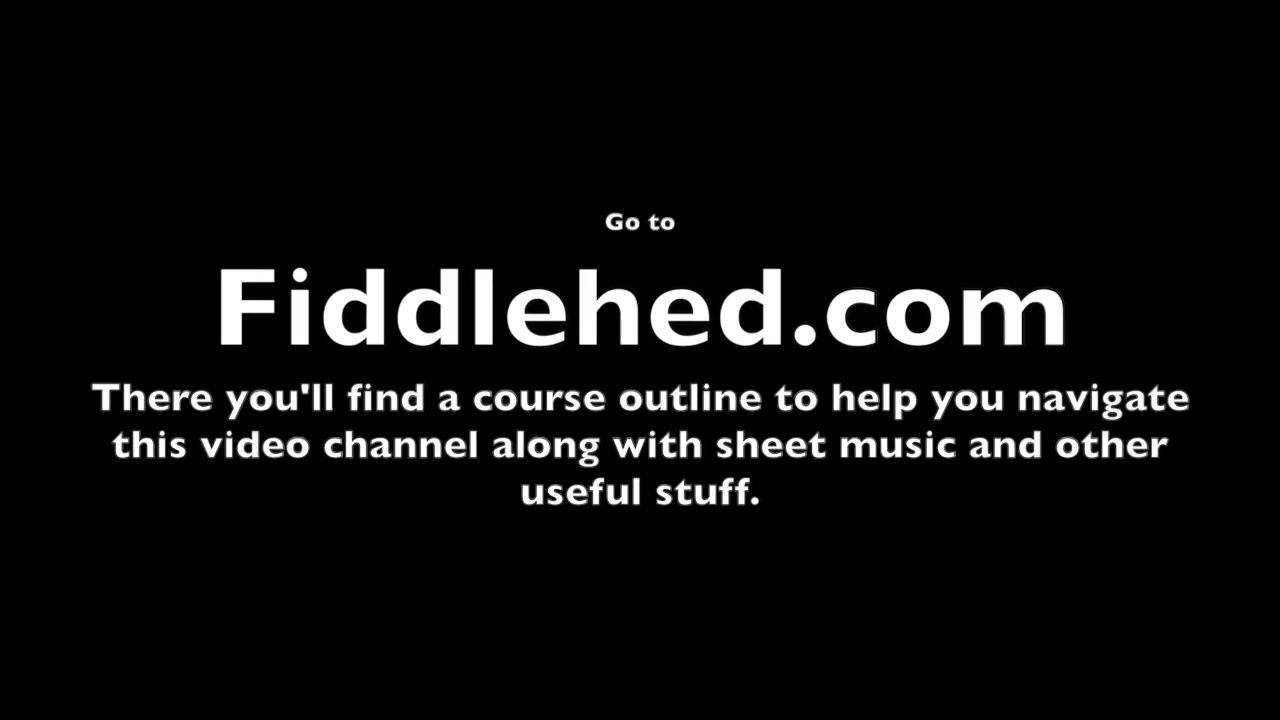 Go to
Fiddlehed.com
There you'll find a course outline to help you navigate
this video channel along with sheet music and other
useful stuff.